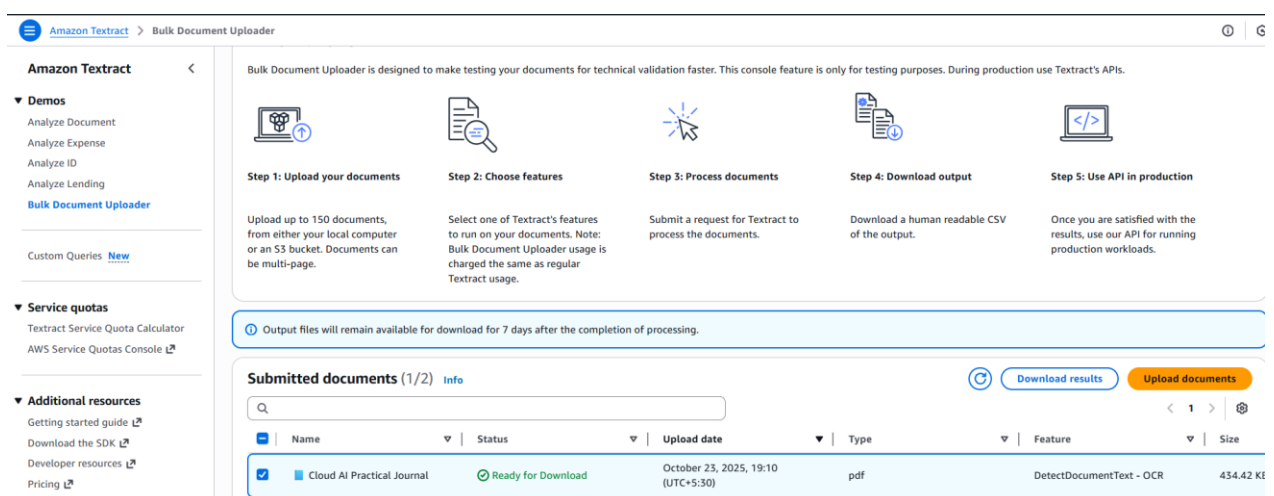 Amazon Textract > Bulk Document Uploader
Amazon Textract
Demos
Analyze Document
Analyze Expense
Analyze ID
Analyze Lending
Bulk Document Uploader
Custom Queries New
Service quotas
Textract Service Quota Calculator
AWS Service Quotas Console
Additional resources
Getting started guide
Download the SDK
Developer resources
Pricing
Bulk Document Uploader is designed to make testing your documents for technical validation faster. This console feature is only for testing purposes. During production use Textract's APIs.
Step 1: Upload your documents
Upload up to 150 documents,
from either your local computer
or an S3 bucket. Documents can
be multi-page.
Step 2: Choose features
Select one of Textract's features
to run on your documents. Note:
Bulk Document Uploader usage is
charged the same as regular
Textract usage.
Step 3: Process documents
Submit a request for Textract to
process the documents.
Step 4: Download output
Download a human readable CSV
of the output.
Step 5: Use API in production
Once you are satisfied with the
results, use our API for running
production workloads.
Output files will remain available for download for 7 days after the completion of processing.
Submitted documents (1/2) Info
Download results
Upload documents
1
Name Status Upload date Type Feature Size
Cloud AI Practical Journal Ready for Download October 23, 2025, 19:10 (UTC+5:30) pdf DetectDocumentText - OCR 434.42 KB